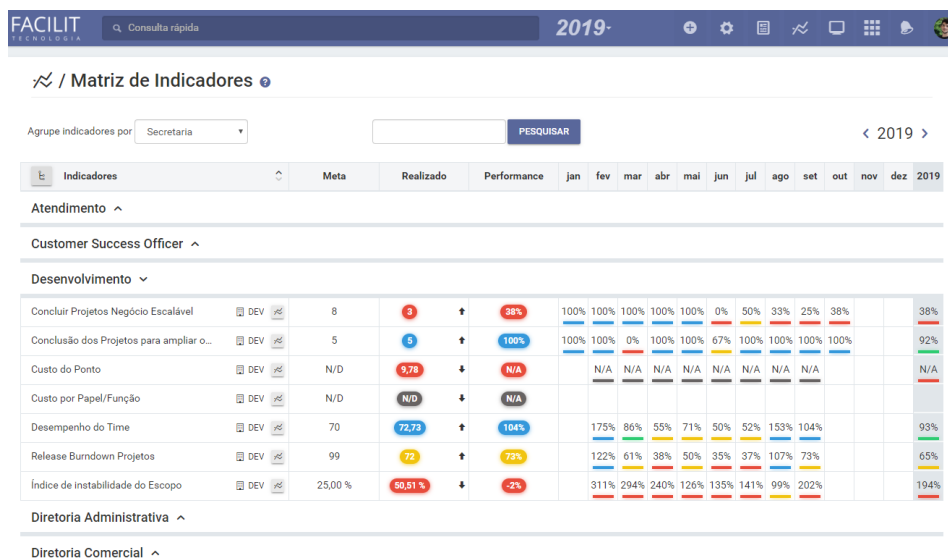 FACILIT
TECNOLOGIA
Consulta rápida
2019
/ Matriz de Indicadores
Agrupe indicadores por Secretaria PESQUISAR < 2019 >
Indicadores Meta Realizado Performance jan fev mar abr mai jun jul ago set out nov dez 2019
Atendimento
Customer Success Officer
Desenvolvimento
Concluir Projetos Negócio Escalável DEV 8 3 38% 100% 100% 100% 100% 100% 0% 50% 33% 25% 38% 38%
Conclusão dos Projetos para ampliar o... DEV 5 5 100% 100% 100% 0% 100% 100% 67% 100% 100% 100% 100% 92%
Custo do Ponto DEV N/D 9,78 N/A N/A N/A N/A N/A N/A N/A N/A N/A N/A
Custo por Papel/Função DEV N/D N/D N/A
Desempenho do Time DEV 70 72,73 104% 175% 86% 55% 71% 50% 52% 153% 104% 93%
Release Burndown Projetos DEV 99 72 73% 122% 61% 38% 50% 35% 37% 107% 73% 65%
Índice de instabilidade do Escopo DEV 25,00 % 50,51 % -2% 311% 294% 240% 126% 135% 141% 99% 202% 194%
Diretoria Administrativa
Diretoria Comercial